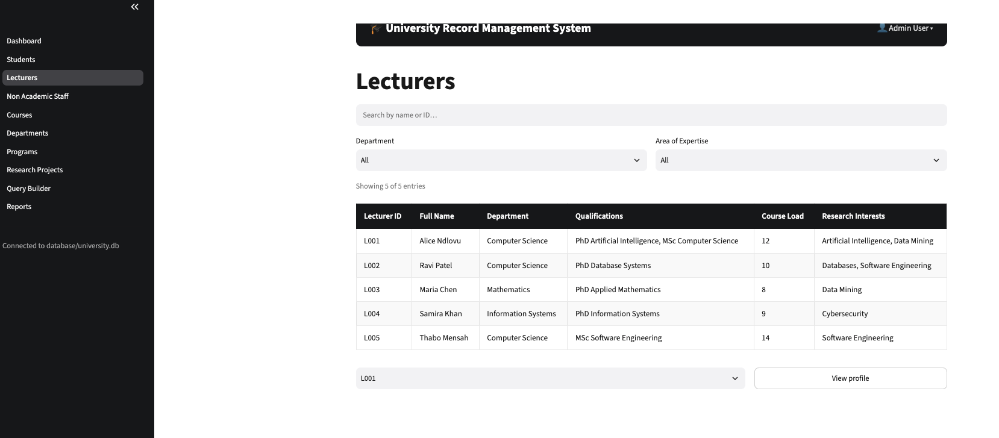 Dashboard
Students
Lecturers
Non Academic Staff
Courses
Departments
Programs
Research Projects
Query Builder
Reports
Connected to database/university.db
University Record Management System
Admin User
Lecturers
Search by name or ID…
Department Area of Expertise
All All
Showing 5 of 5 entries
Lecturer ID Full Name Department Qualifications Course Load Research Interests
L001 Alice Ndlovu Computer Science PhD Artificial Intelligence, MSc Computer Science 12 Artificial Intelligence, Data Mining
L002 Ravi Patel Computer Science PhD Database Systems 10 Databases, Software Engineering
L003 Maria Chen Mathematics PhD Applied Mathematics 8 Data Mining
L004 Samira Khan Information Systems PhD Information Systems 9 Cybersecurity
L005 Thabo Mensah Computer Science MSc Software Engineering 14 Software Engineering
L001 View profile